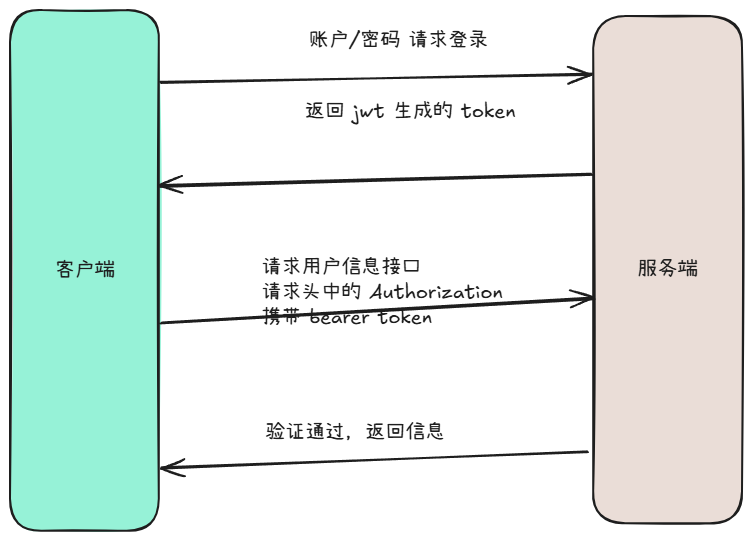 账户/密码 请求登录
返回 jwt 生成的 token
客户端
服务端
请求用户信息接口
请求头中的 Authorization
携带 bearer token
验证通过，返回信息